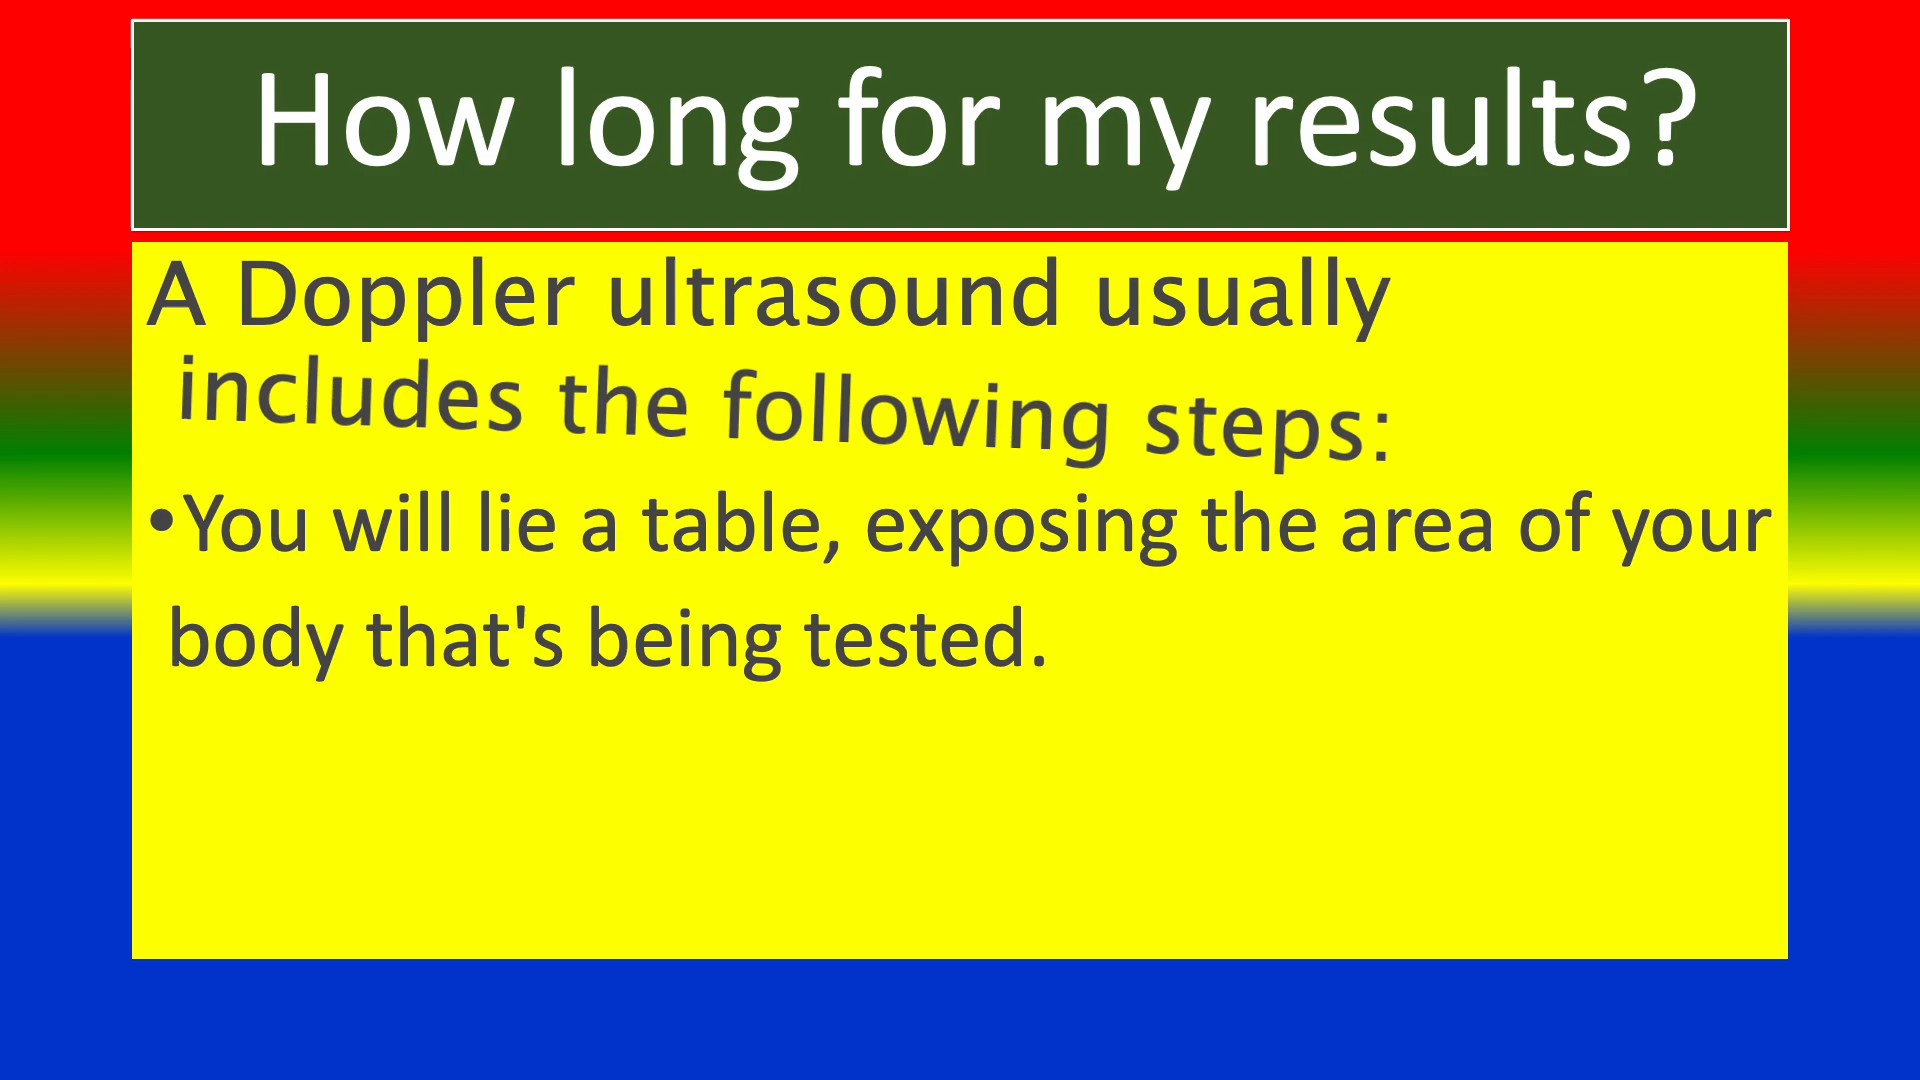 How long for my results?
A Doppler ultrasound usually
includes the following steps:
•You will lie a table, exposing the area of your
body that's being tested.